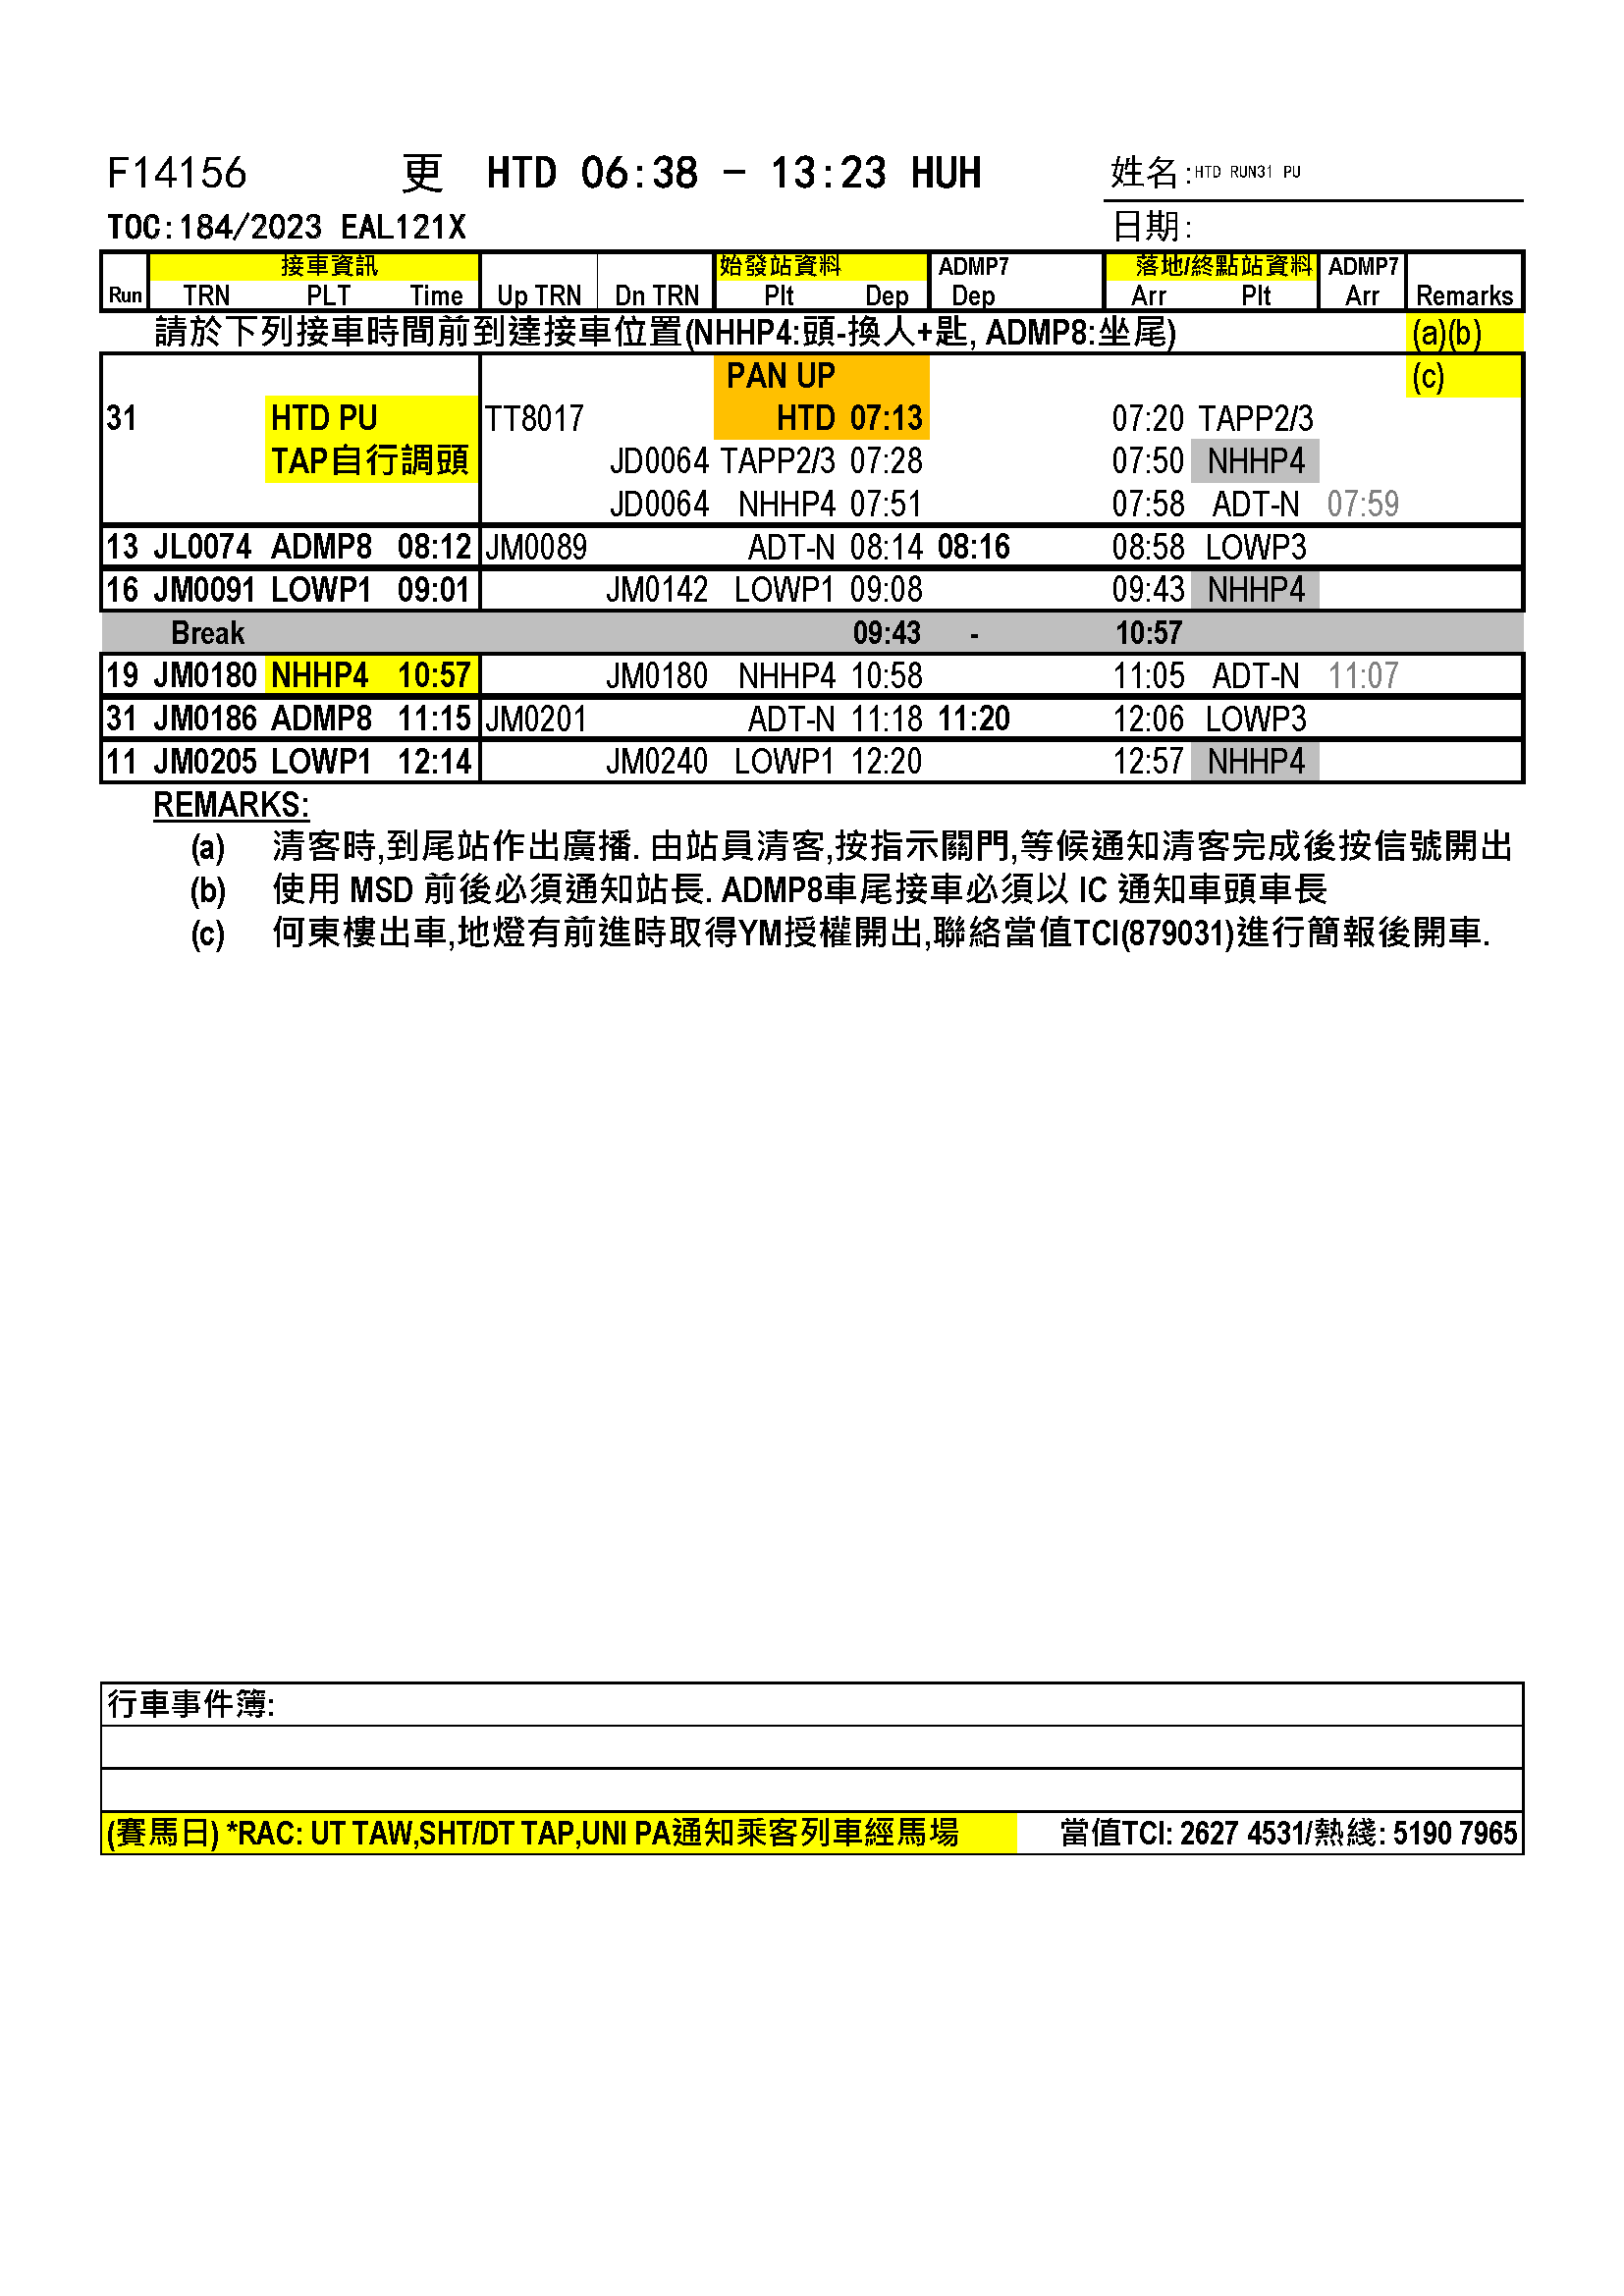 F14156 更 HTD 06:38 - 13:23 HUH 姓名:HTD RUN31 PU
TOC:184/2023 EAL121X 日期:
接車資訊 始發站資料 ADMP7 落地/終點站資料 ADMP7
Run TRN PLT Time Up TRN Dn TRN Plt Dep Dep Arr Plt Arr Remarks
請於下列接車時間前到達接車位置(NHHP4:頭-換人+匙, ADMP8:坐尾) (a)(b)
PAN UP (c)
31 HTD PU TT8017 HTD 07:13 07:20 TAPP2/3
TAP自行調頭 JD0064 TAPP2/3 07:28 07:50 NHHP4
JD0064 NHHP4 07:51 07:58 ADT-N 07:59
13 JL0074 ADMP8 08:12 JM0089 ADT-N 08:14 08:16 08:58 LOWP3
16 JM0091 LOWP1 09:01 JM0142 LOWP1 09:08 09:43 NHHP4
Break 09:43 - 10:57
19 JM0180 NHHP4 10:57 JM0180 NHHP4 10:58 11:05 ADT-N 11:07
31 JM0186 ADMP8 11:15 JM0201 ADT-N 11:18 11:20 12:06 LOWP3
11 JM0205 LOWP1 12:14 JM0240 LOWP1 12:20 12:57 NHHP4
REMARKS:
(a) 清客時,到尾站作出廣播. 由站員清客,按指示關門,等候通知清客完成後按信號開出
(b) 使用 MSD 前後必須通知站長. ADMP8車尾接車必須以 IC 通知車頭車長
(c) 何東樓出車,地燈有前進時取得YM授權開出,聯絡當值TCI(879031)進行簡報後開車.
行車事件簿:
(賽馬日) *RAC: UT TAW,SHT/DT TAP,UNI PA通知乘客列車經馬場 當值TCI: 2627 4531/熱綫: 5190 7965